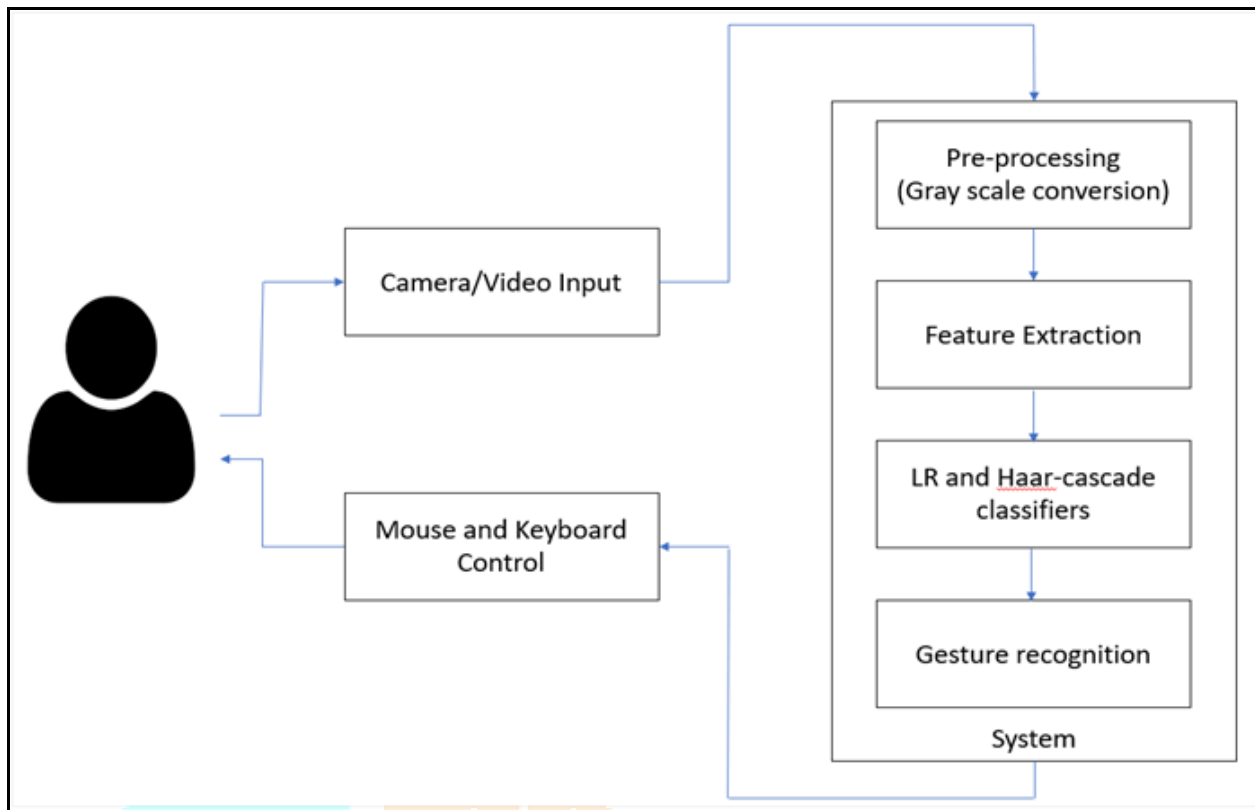 Camera/Video Input
Mouse and Keyboard
Control
Pre-processing
(Gray scale conversion)
Feature Extraction
LR and Haar-cascade
classifiers
Gesture recognition
System